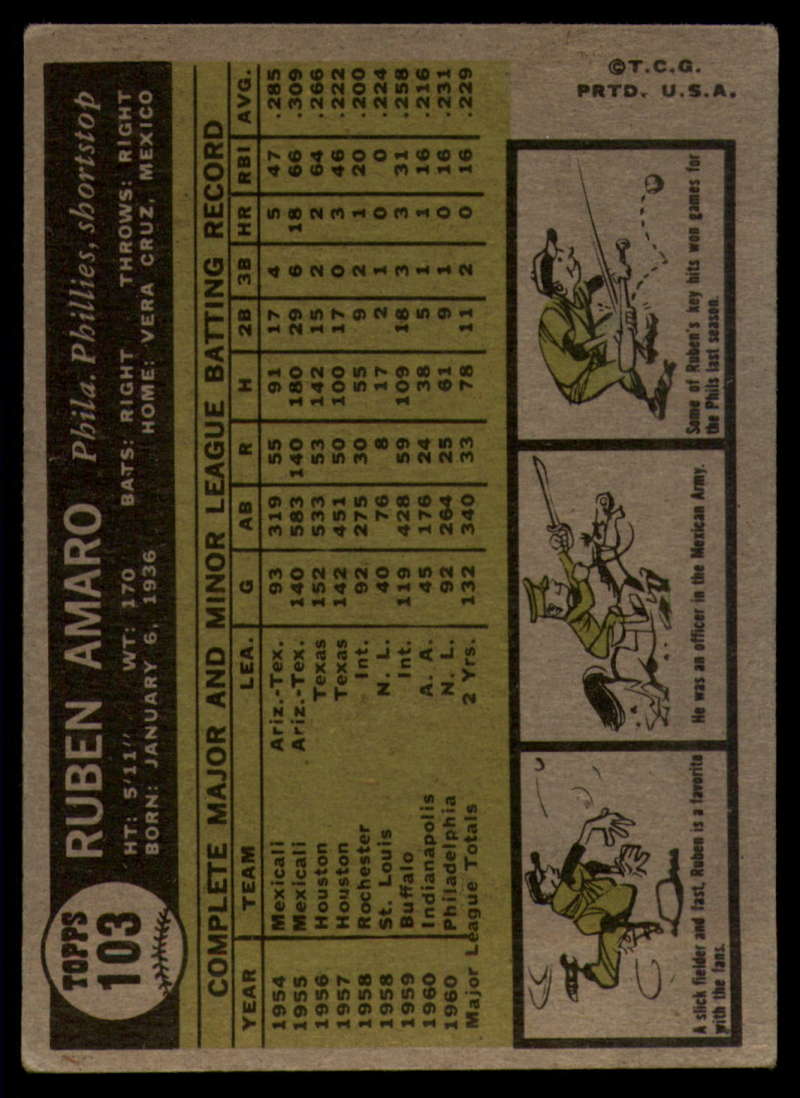 TOPPS
103
RUBEN AMARO Phila. Phillies, shortstop
HT: 5'11" WT: 170 BATS: RIGHT THROWS: RIGHT
BORN: JANUARY 6, 1936 HOME: VERA CRUZ, MEXICO
COMPLETE MAJOR AND MINOR LEAGUE BATTING RECORD
YEAR TEAM LEA. G AB R H 2B 3B HR RBI AVG.
1954 Mexicali Ariz.-Tex. 93 319 55 91 17 4 5 47 .285
1955 Mexicali Ariz.-Tex. 140 583 140 180 29 6 18 66 .309
1956 Houston Texas 152 533 53 142 15 2 2 64 .266
1957 Houston Texas 142 451 50 100 17 0 3 46 .222
1958 Rochester Int. 92 275 30 55 9 2 1 20 .200
1958 St. Louis N. L. 40 76 8 17 2 1 0 0 .224
1959 Buffalo Int. 119 428 59 109 18 3 3 31 .258
1960 Indianapolis A. A. 45 176 24 38 5 1 1 16 .216
1960 Philadelphia N. L. 92 264 25 61 9 1 0 16 .231
Major League Totals 2 Yrs. 132 340 33 78 11 2 0 16 .229
A slick fielder and fast, Ruben is a favorite
with the fans.
He was an officer in the Mexican Army.
Some of Ruben's key hits won games for
the Phils last season.
©T.C.G.
PRTD. U.S.A.